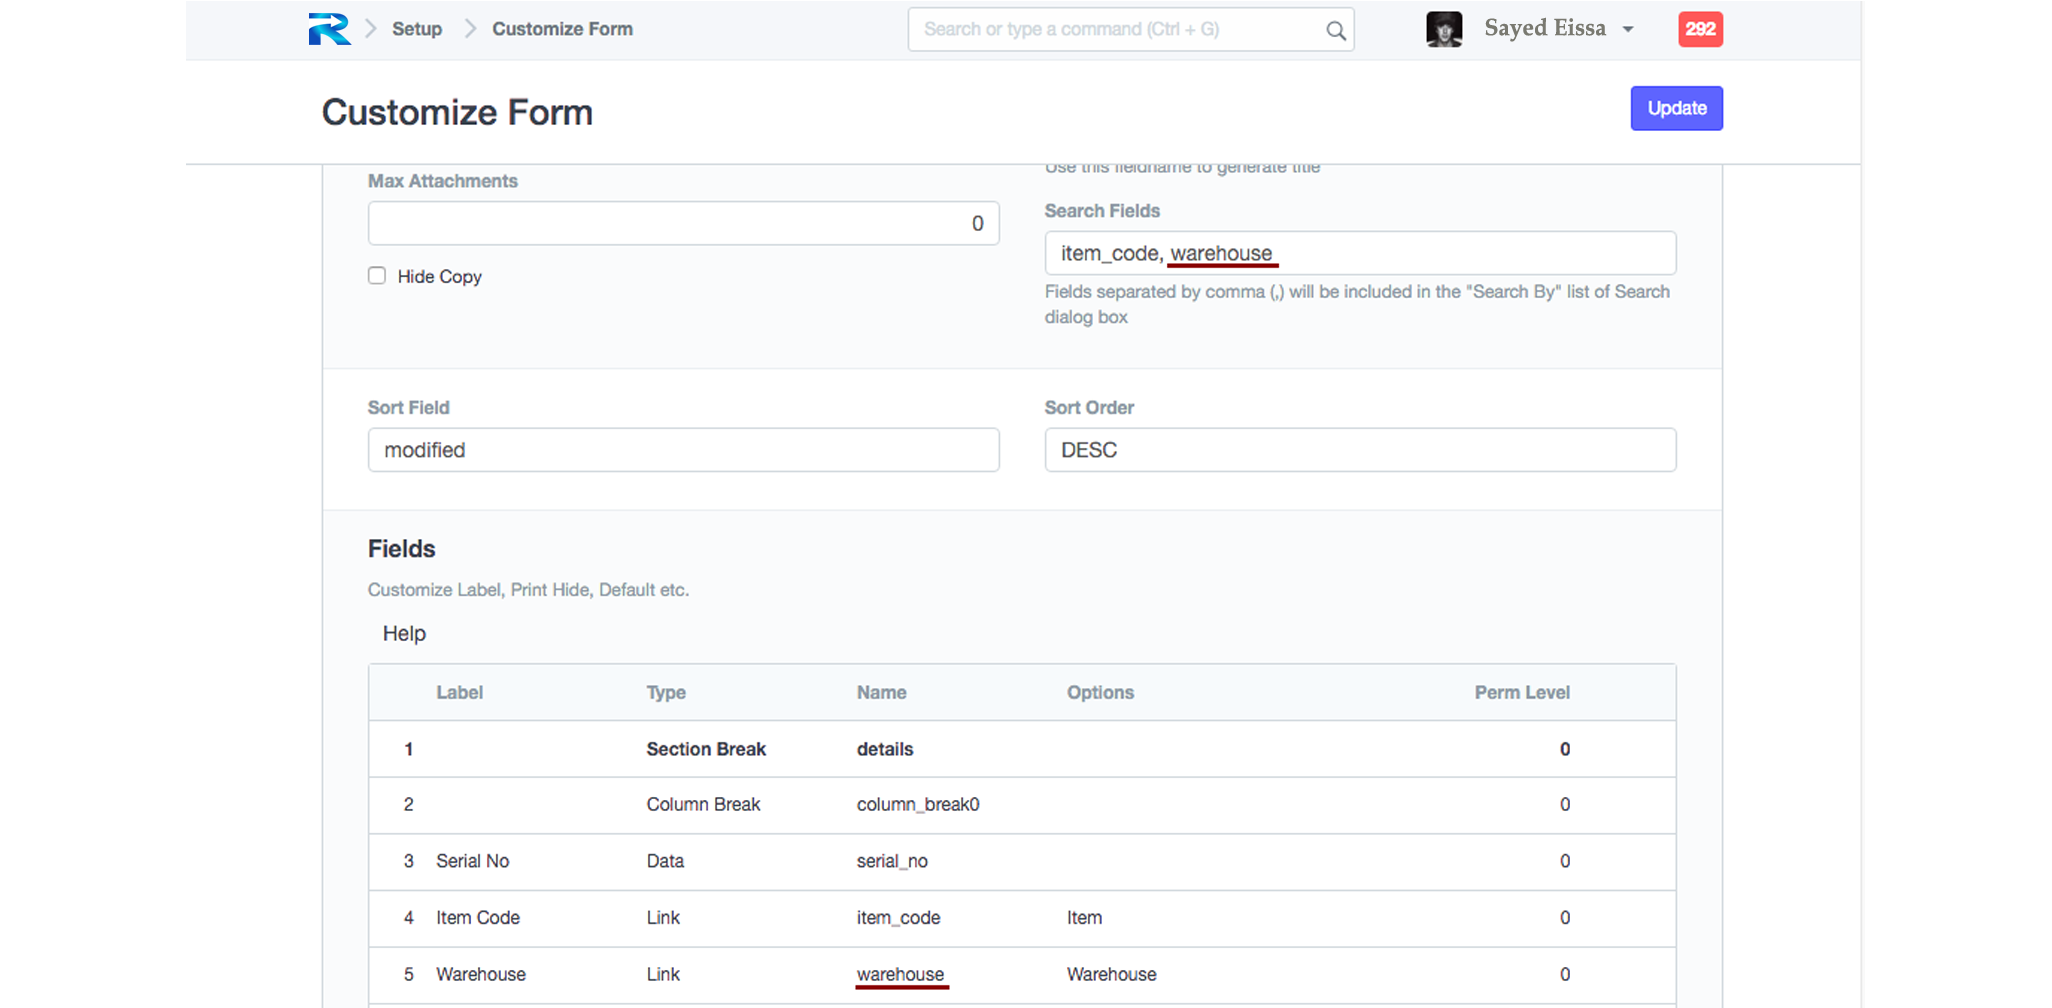 Setup Customize Form Search or type a command (Ctrl + G) Sayed Eissa 292
Customize Form Update
Use this fieldname to generate title
Max Attachments
0
Search Fields
item_code, warehouse
Hide Copy
Fields separated by comma (,) will be included in the "Search By" list of Search
dialog box
Sort Field Sort Order
modified DESC
Fields
Customize Label, Print Hide, Default etc.
Help
Label Type Name Options Perm Level
1 Section Break details 0
2 Column Break column_break0 0
3 Serial No Data serial_no 0
4 Item Code Link item_code Item 0
5 Warehouse Link warehouse Warehouse 0